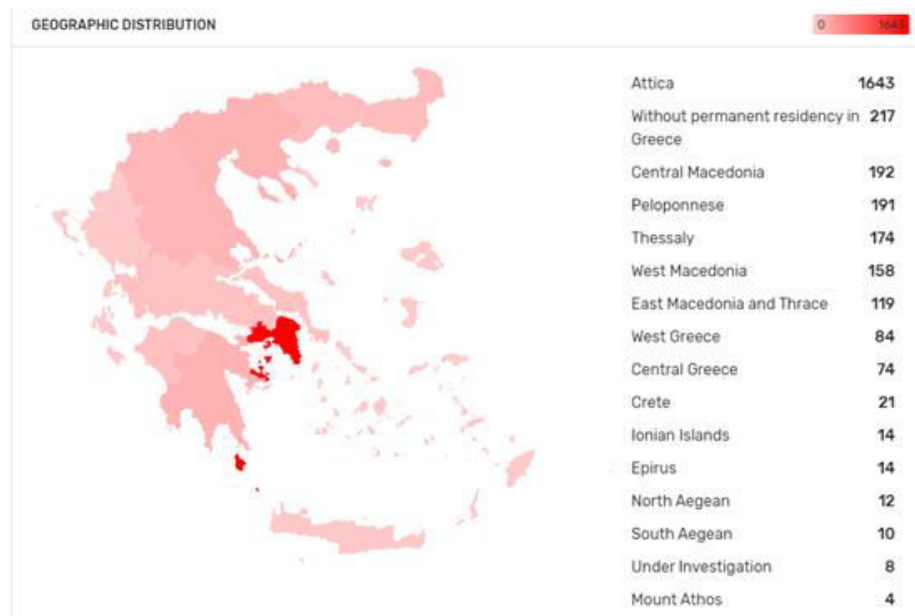 GEOGRAPHIC DISTRIBUTION
0 1643
Attica 1643
Without permanent residency in 217
Greece
Central Macedonia 192
Peloponnese 191
Thessaly 174
West Macedonia 158
East Macedonia and Thrace 119
West Greece 84
Central Greece 74
Crete 21
Ionian Islands 14
Epirus 14
North Aegean 12
South Aegean 10
Under Investigation 8
Mount Athos 4